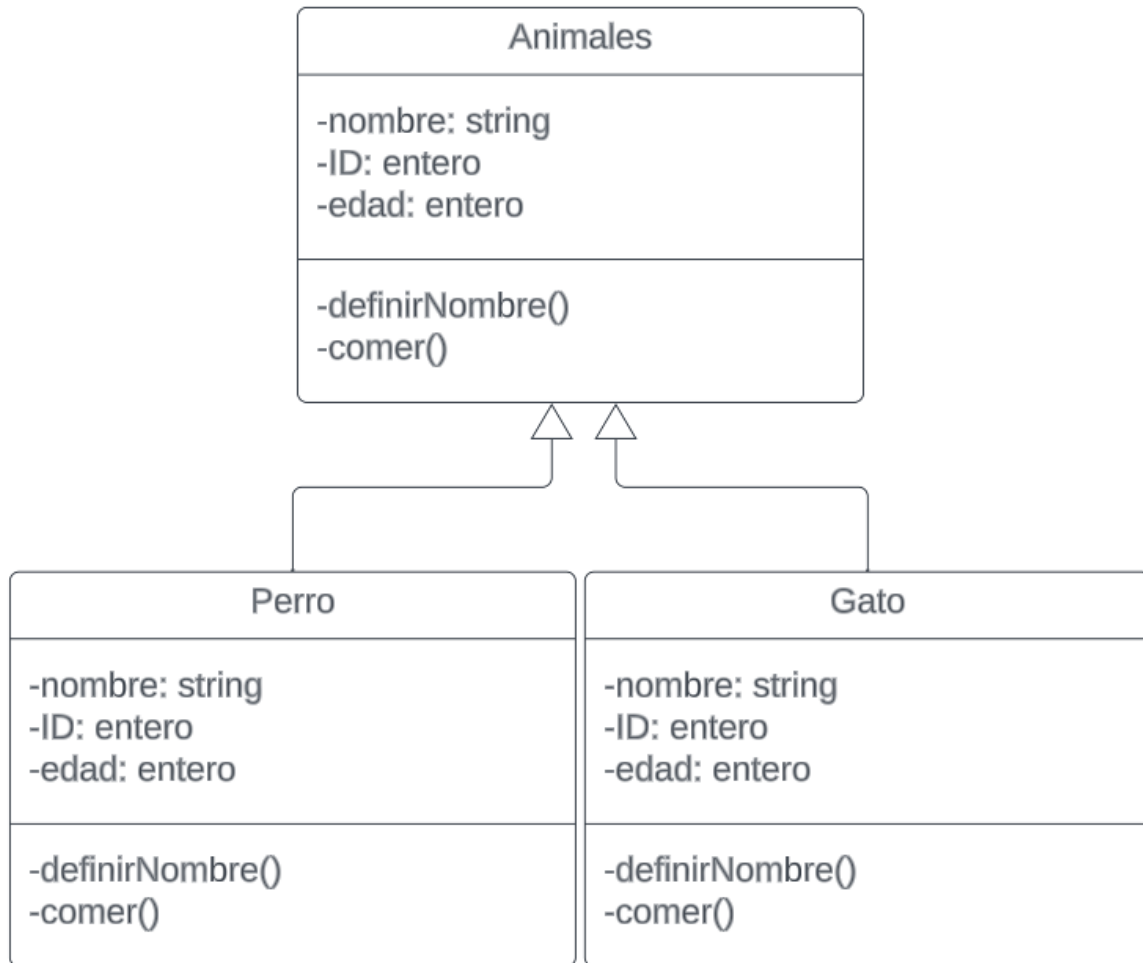 Animales
-nombre: string
-ID: entero
-edad: entero
-definirNombre()
-comer()
Perro
-nombre: string
-ID: entero
-edad: entero
-definirNombre()
-comer()
Gato
-nombre: string
-ID: entero
-edad: entero
-definirNombre()
-comer()